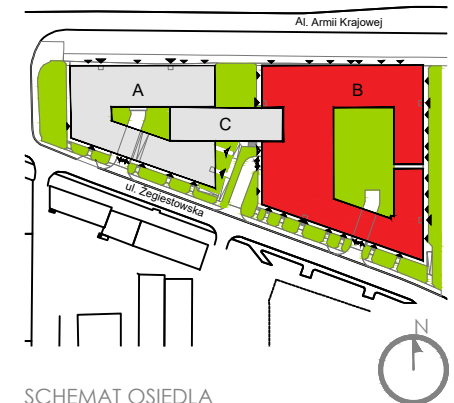 Al. Armii Krajowej
A
B
C
ul. Żegiestowska
N
SCHEMAT OSIEDLA